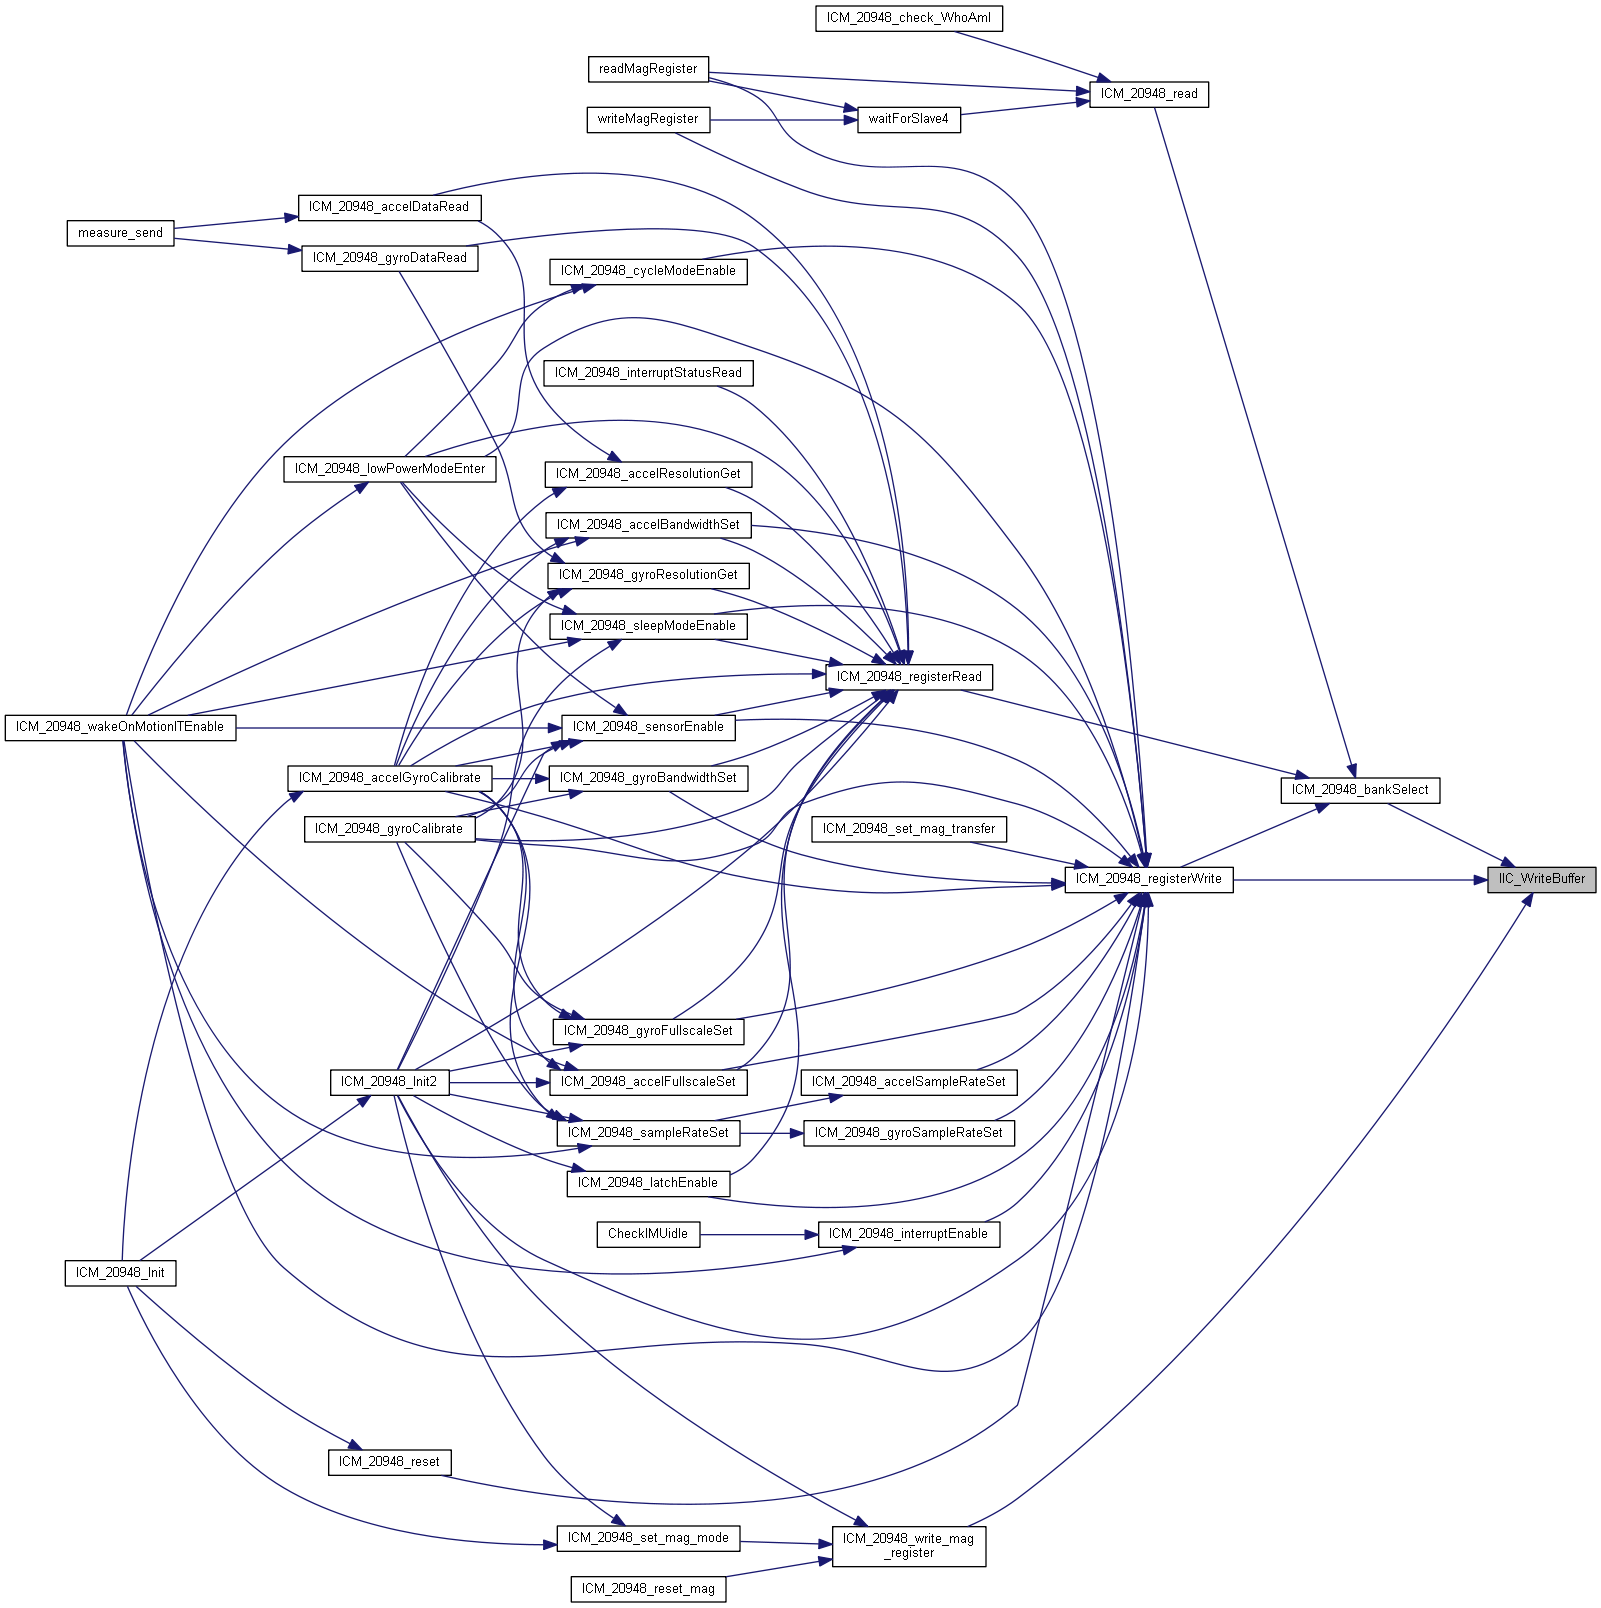 ICM_20948_check_WhoAmI
readMagRegister
ICM_20948_read
writeMagRegister
waitForSlave4
ICM_20948_accelDataRead
measure_send
ICM_20948_gyroDataRead
ICM_20948_cycleModeEnable
ICM_20948_interruptStatusRead
ICM_20948_lowPowerModeEnter
ICM_20948_accelResolutionGet
ICM_20948_accelBandwidthSet
ICM_20948_gyroResolutionGet
ICM_20948_sleepModeEnable
ICM_20948_registerRead
ICM_20948_wakeOnMotionITEnable
ICM_20948_sensorEnable
ICM_20948_accelGyroCalibrate
ICM_20948_gyroBandwidthSet
ICM_20948_bankSelect
ICM_20948_gyroCalibrate
ICM_20948_set_mag_transfer
ICM_20948_registerWrite
IIC_WriteBuffer
ICM_20948_gyroFullscaleSet
ICM_20948_Init2
ICM_20948_accelFullscaleSet
ICM_20948_accelSampleRateSet
ICM_20948_sampleRateSet
ICM_20948_gyroSampleRateSet
ICM_20948_latchEnable
CheckIMUidle
ICM_20948_interruptEnable
ICM_20948_Init
ICM_20948_reset
ICM_20948_set_mag_mode
ICM_20948_write_mag
_register
ICM_20948_reset_mag